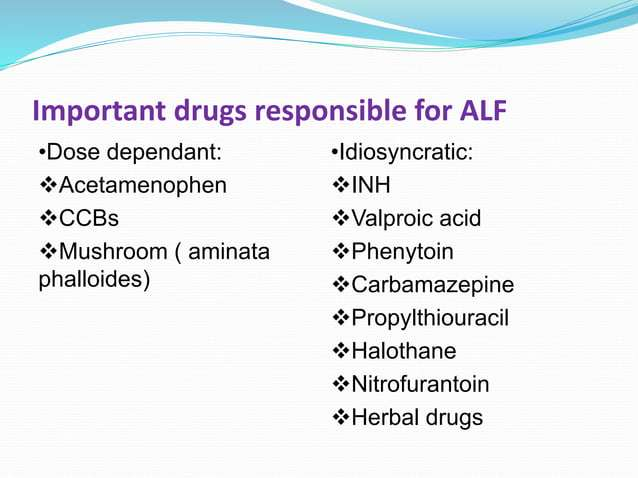 Important drugs responsible for ALF
•Dose dependant:
❖Acetamenophen
❖CCBs
❖Mushroom ( aminata
phalloides)
•Idiosyncratic:
❖INH
❖Valproic acid
❖Phenytoin
❖Carbamazepine
❖Propylthiouracil
❖Halothane
❖Nitrofurantoin
❖Herbal drugs